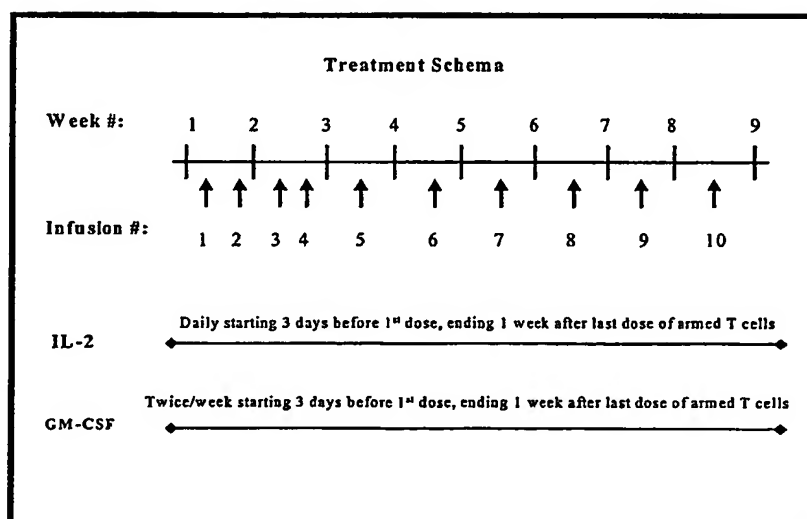 Treatment Schema
Week #: 1 2 3 4 5 6 7 8 9
Infusion #: 1 2 3 4 5 6 7 8 9 10
Daily starting 3 days before 1st dose, ending 1 week after last dose of armed T cells
IL-2
Twice/week starting 3 days before 1st dose, ending 1 week after last dose of armed T cells
GM-CSF